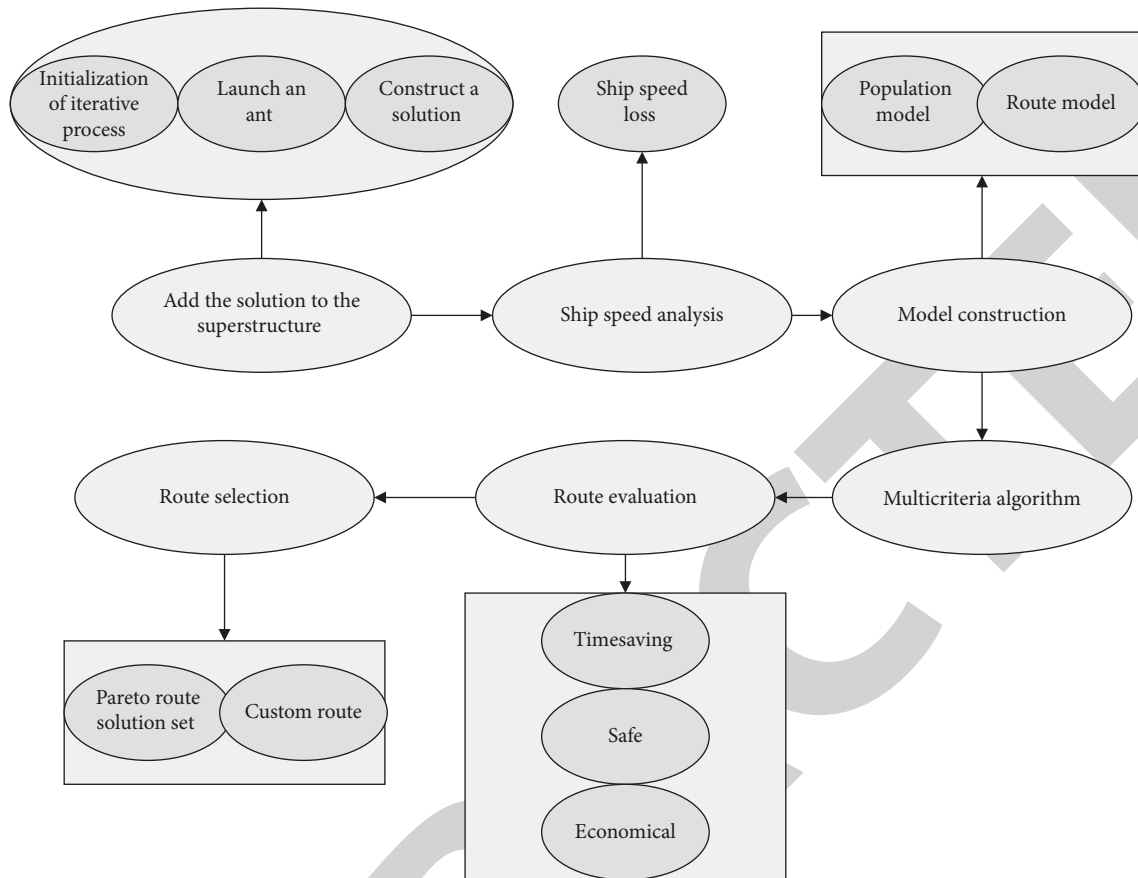 Initialization
of iterative
process
Launch an
ant
Construct a
solution
Ship speed
loss
Population
model
Route model
Add the solution to the
superstructure
Ship speed analysis
Model construction
Route selection
Route evaluation
Multicriteria algorithm
Pareto route
solution set
Custom route
Timesaving
Safe
Economical